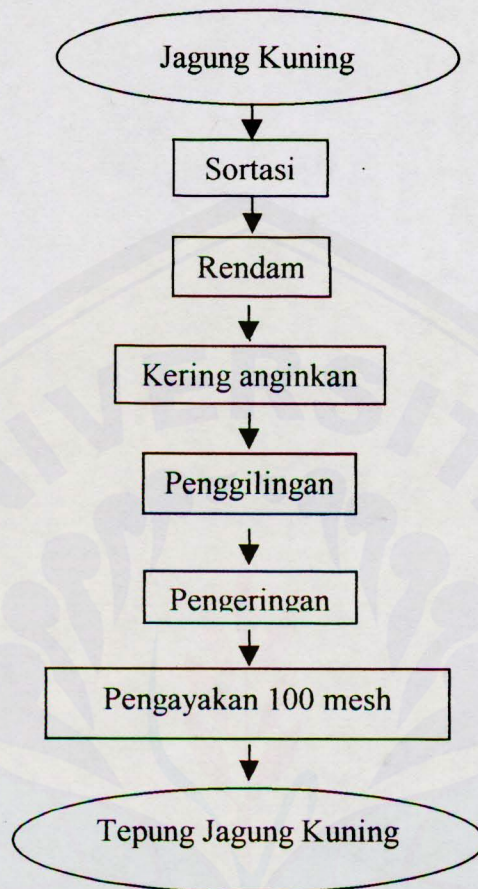 Jagung Kuning
Sortasi
Rendam
Kering anginkan
Penggilingan
Pengeringan
Pengayakan 100 mesh
Tepung Jagung Kuning